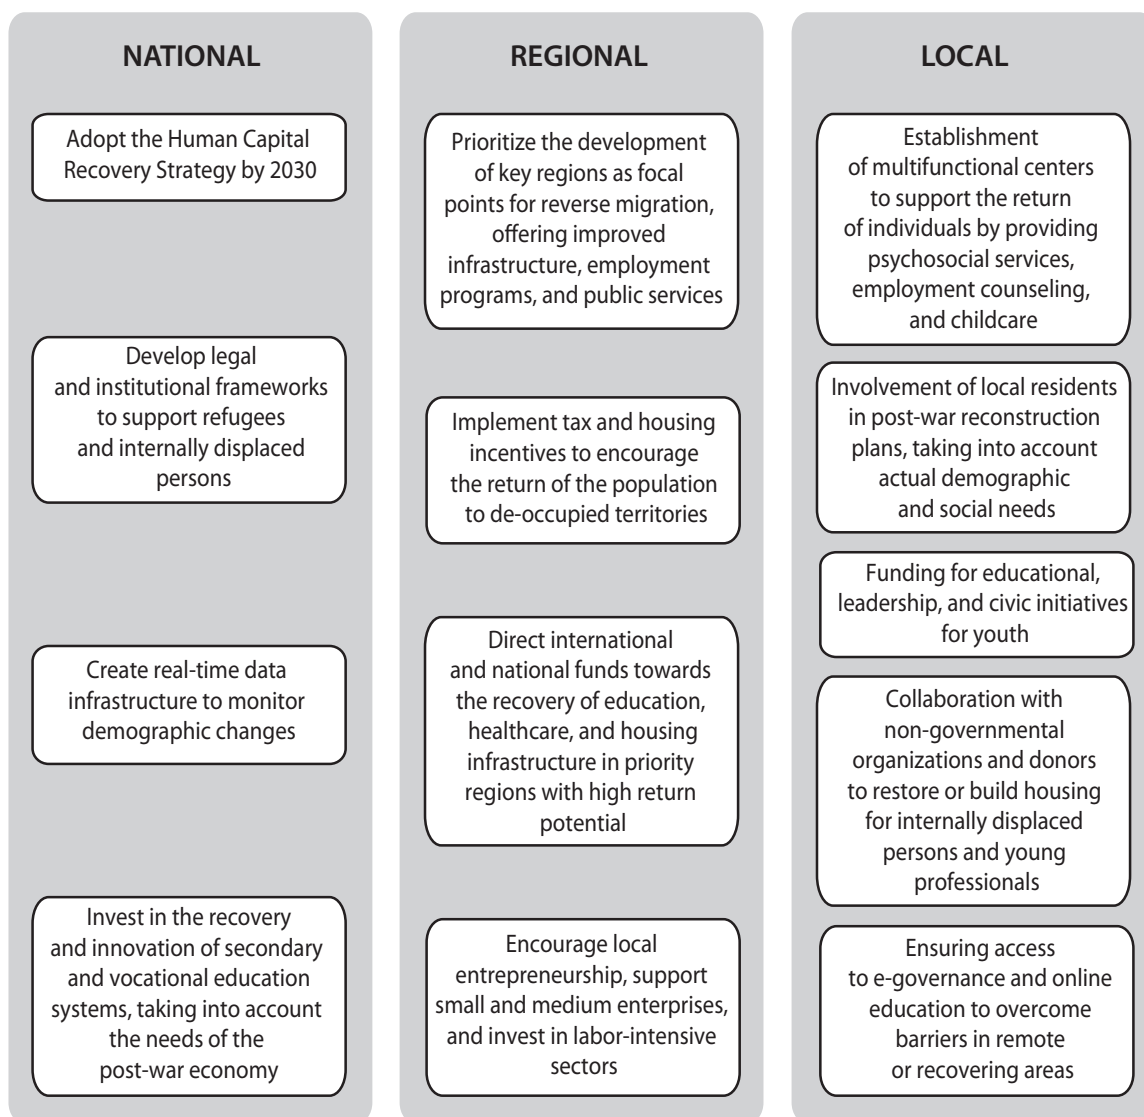 NATIONAL
Adopt the Human Capital
Recovery Strategy by 2030
Develop legal
and institutional frameworks
to support refugees
and internally displaced
persons
Create real-time data
infrastructure to monitor
demographic changes
Invest in the recovery
and innovation of secondary
and vocational education
systems, taking into account
the needs of the
post-war economy
REGIONAL
Prioritize the development
of key regions as focal
points for reverse migration,
offering improved
infrastructure, employment
programs, and public services
Implement tax and housing
incentives to encourage
the return of the population
to de-occupied territories
Direct international
and national funds towards
the recovery of education,
healthcare, and housing
infrastructure in priority
regions with high return
potential
Encourage local
entrepreneurship, support
small and medium enterprises,
and invest in labor-intensive
sectors
LOCAL
Establishment
of multifunctional centers
to support the return
of individuals by providing
psychosocial services,
employment counseling,
and childcare
Involvement of local residents
in post-war reconstruction
plans, taking into account
actual demographic
and social needs
Funding for educational,
leadership, and civic initiatives
for youth
Collaboration with
non-governmental
organizations and donors
to restore or build housing
for internally displaced
persons and young
professionals
Ensuring access
to e-governance and online
education to overcome
barriers in remote
or recovering areas